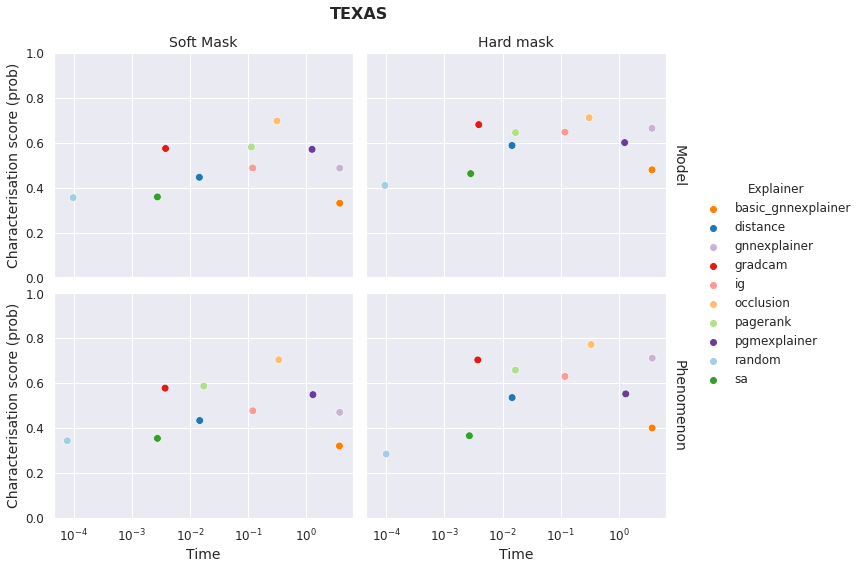 TEXAS
Soft Mask
Hard mask
Characterisation score (prob)
1.0
0.8
0.6
0.4
0.2
0.0
Model
Characterisation score (prob)
1.0
0.8
0.6
0.4
0.2
0.0
Phenomenon
10⁻⁴ 10⁻³ 10⁻² 10⁻¹ 10⁰
Time
10⁻⁴ 10⁻³ 10⁻² 10⁻¹ 10⁰
Time
Explainer
basic_gnnexplainer
distance
gnnexplainer
gradcam
ig
occlusion
pagerank
pgmexplainer
random
sa